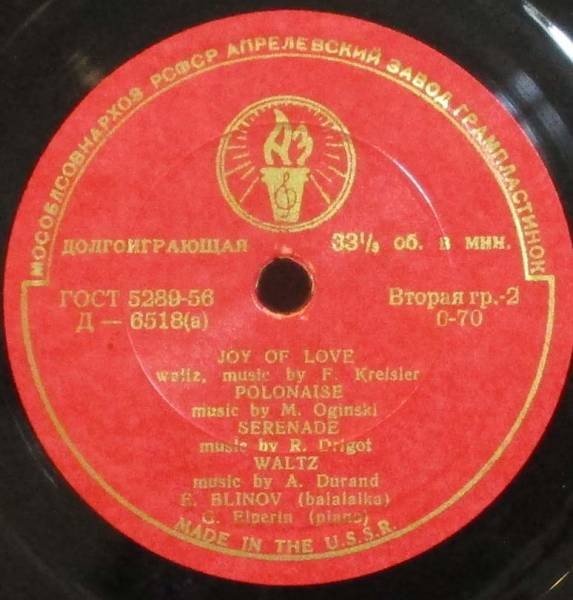 МОСОБЛСОВНАРХОЗ РСФСР АПРЕЛЕВСКИЙ ЗАВОД ГРАМПЛАСТИНОК
АЗ
ДОЛГОИГРАЮЩАЯ 33⅓ об. в мин.
ГОСТ 5289-56 Вторая гр.-2
Д — 6518(а) 0-70
JOY OF LOVE
waltz, music by F. Kreisler
POLONAISE
music by M. Oginski
SERENADE
music by R. Drigot
WALTZ
music by A. Durand
E. BLINOV (balalaika)
G. Elperin (piano)
MADE IN THE U.S.S.R.